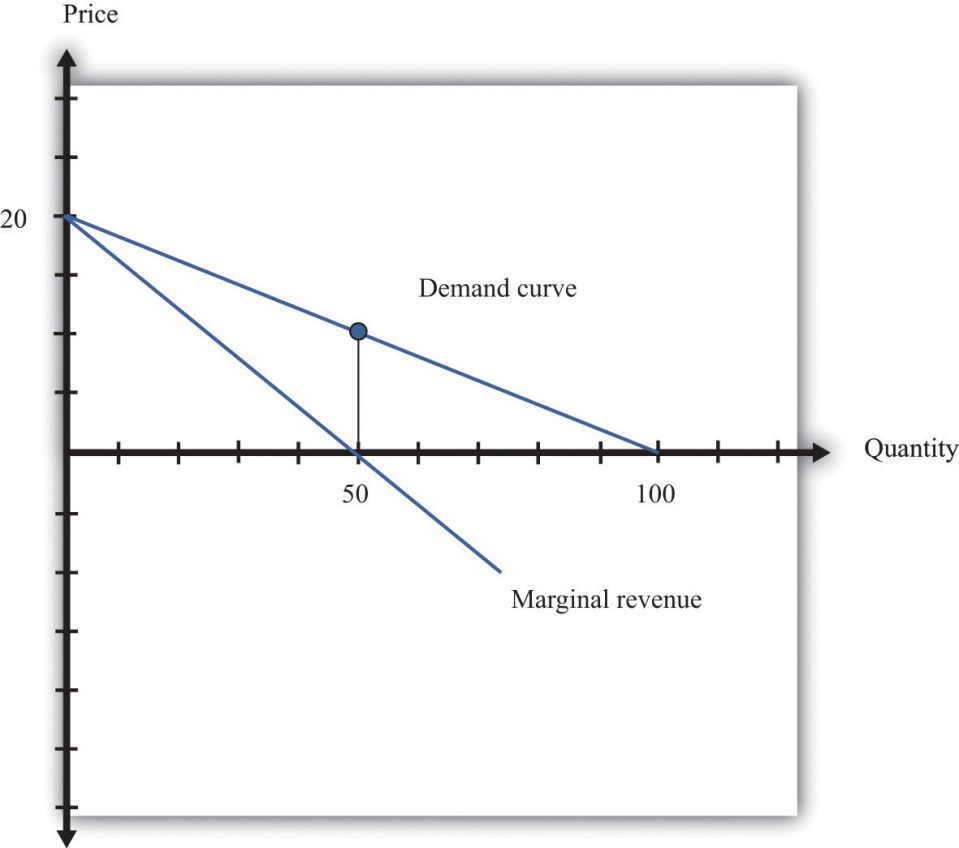 Price
20
Demand curve
Quantity
50
100
Marginal revenue